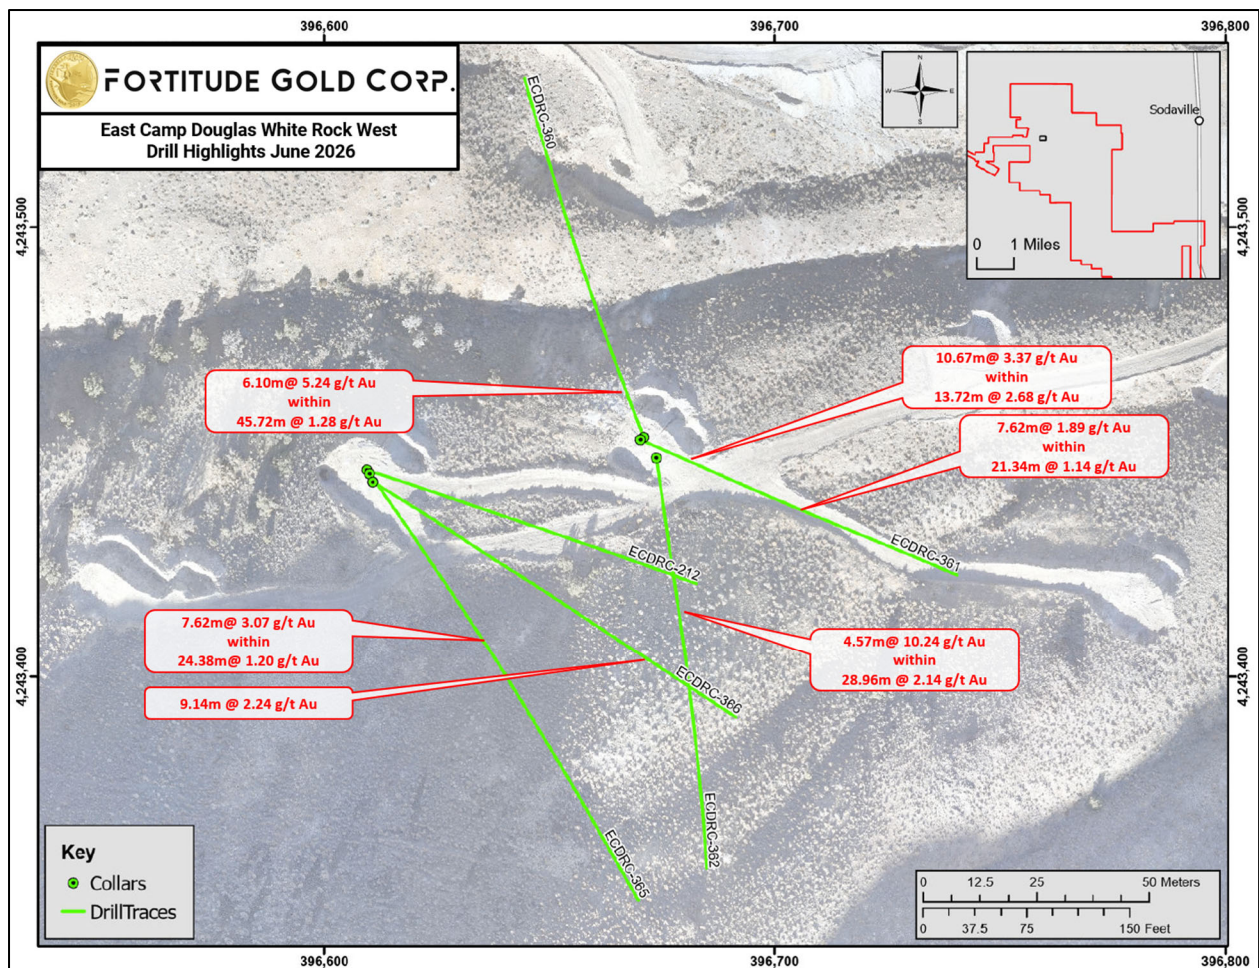 396,600
396,700
396,800
FORTITUDE GOLD CORP.
East Camp Douglas White Rock West
Drill Highlights June 2026
N
W
E
S
Sodaville
0
1 Miles
4,243,500
4,243,500
ECDRC-360
6.10m@ 5.24 g/t Au
within
45.72m @ 1.28 g/t Au
10.67m@ 3.37 g/t Au
within
13.72m @ 2.68 g/t Au
7.62m@ 1.89 g/t Au
within
21.34m @ 1.14 g/t Au
ECDRC-361
ECDRC-212
7.62m@ 3.07 g/t Au
within
24.38m@ 1.20 g/t Au
4.57m@ 10.24 g/t Au
within
28.96m @ 2.14 g/t Au
9.14m @ 2.24 g/t Au
ECDRC-366
4,243,400
4,243,400
ECDRC-362
ECDRC-365
Key
Collars
DrillTraces
0 12.5 25 50 Meters
0 37.5 75 150 Feet
396,600
396,700
396,800